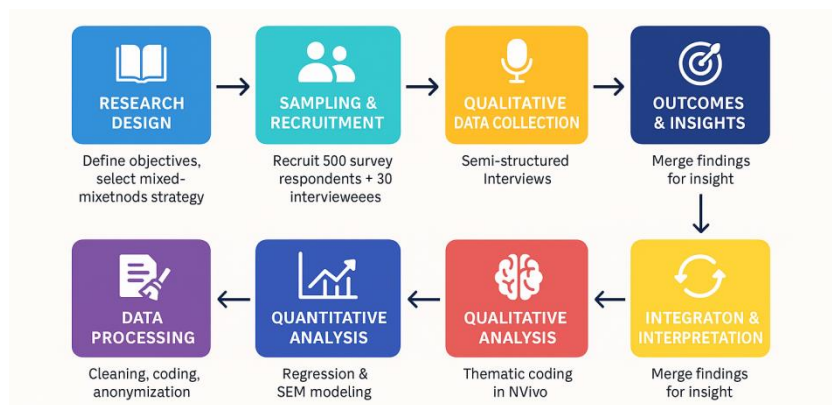 RESEARCH
DESIGN
Define objectives,
select mixed-
mixetnods strategy
SAMPLING &
RECRUITMENT
Recruit 500 survey
respondents + 30
intervieweees
QUALITATIVE
DATA COLLECTION
Semi-structured
Interviews
OUTCOMES
& INSIGHTS
Merge findings
for insight
INTEGRATON &
INTERPRETATION
Merge findings
for insight
QUALITATIVE
ANALYSIS
Thematic coding
in NVivo
QUANTITATIVE
ANALYSIS
Regression &
SEM modeling
DATA
PROCESSING
Cleaning, coding,
anonymization